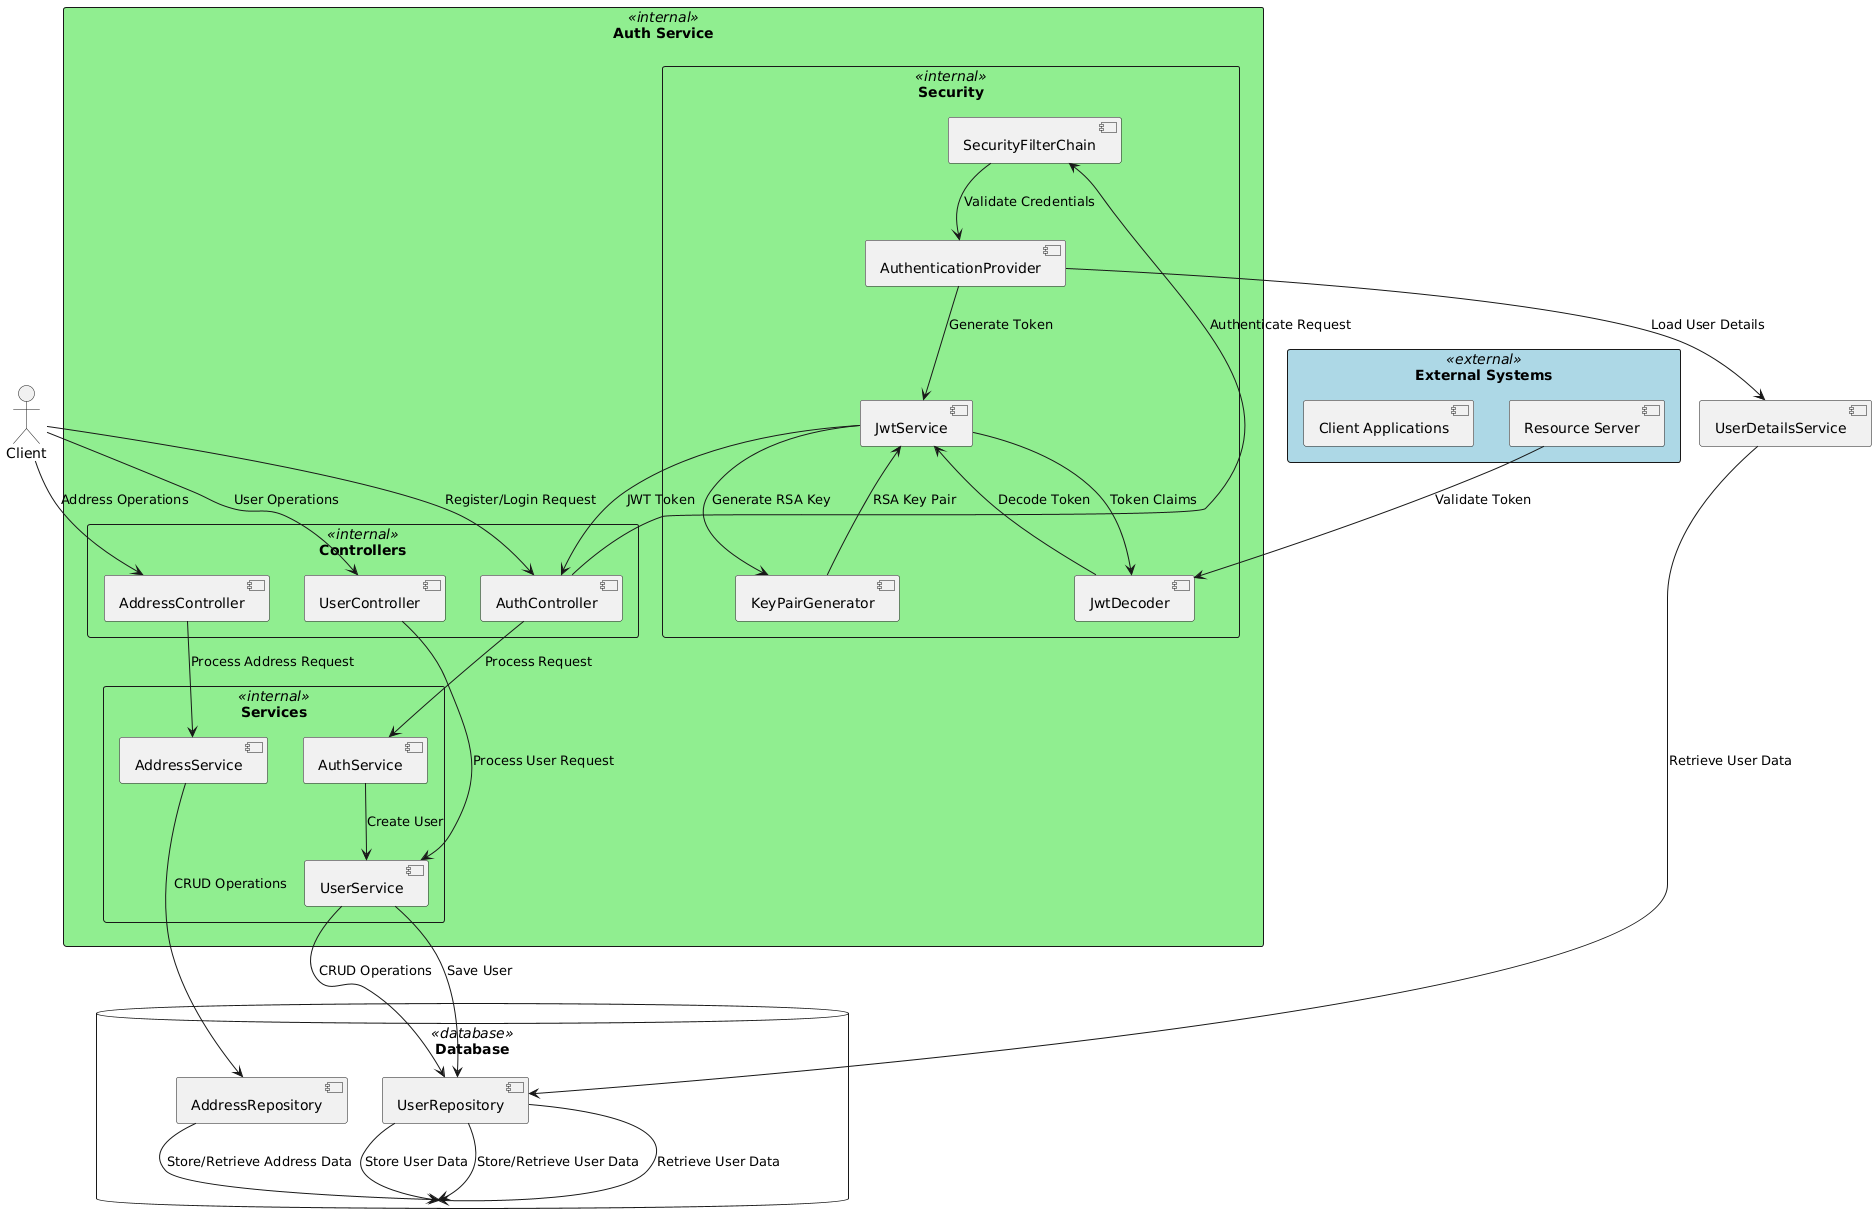 «internal»
Auth Service
«internal»
Security
SecurityFilterChain
Validate Credentials
AuthenticationProvider
Generate Token
Authenticate Request
Load User Details
«external»
External Systems
Client Applications
Resource Server
UserDetailsService
JwtService
Client
Address Operations
User Operations
Register/Login Request
JWT Token
Generate RSA Key
RSA Key Pair
Decode Token
Token Claims
Validate Token
«internal»
Controllers
AddressController
UserController
AuthController
KeyPairGenerator
JwtDecoder
Process Address Request
Process Request
«internal»
Services
AddressService
AuthService
Process User Request
Retrieve User Data
Create User
CRUD Operations
UserService
CRUD Operations
Save User
«database»
Database
AddressRepository
UserRepository
Store/Retrieve Address Data
Store User Data
Store/Retrieve User Data
Retrieve User Data